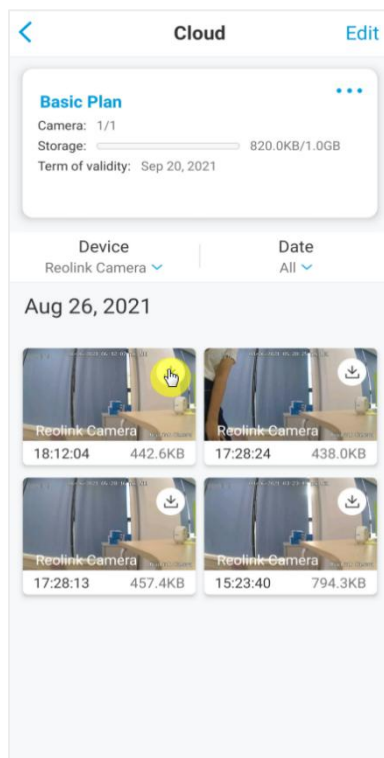 Cloud
Edit
Basic Plan
Camera: 1/1
Storage: 820.0KB/1.0GB
Term of validity: Sep 20, 2021
Device
Date
Reolink Camera
All
Aug 26, 2021
Reolink Camera
Reolink Camera
18:12:04 442.6KB
17:28:24 438.0KB
Reolink Camera
Reolink Camera
17:28:13 457.4KB
15:23:40 794.3KB